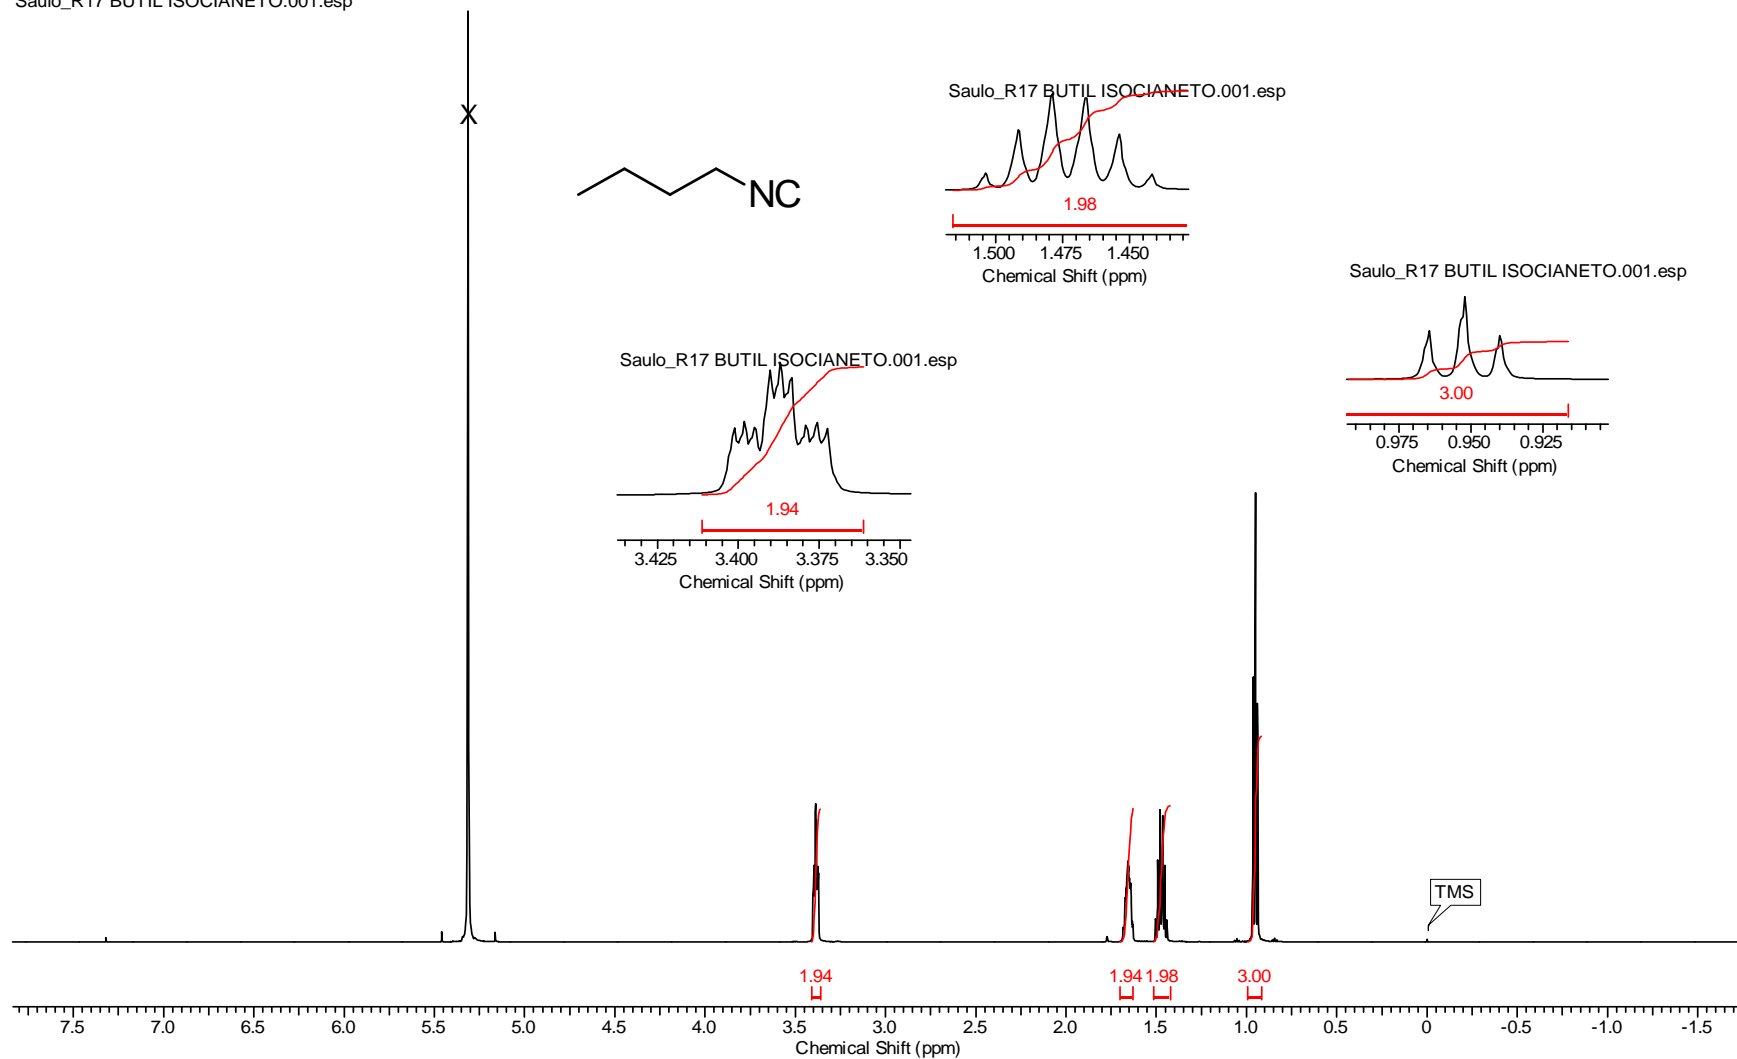 Saulo_R17 BUTIL ISOCIANETO.001.esp
X
NC
Saulo_R17 BUTIL ISOCIANETO.001.esp
1.98
1.500 1.475 1.450
Chemical Shift (ppm)
Saulo_R17 BUTIL ISOCIANETO.001.esp
3.00
0.975 0.950 0.925
Chemical Shift (ppm)
Saulo_R17 BUTIL ISOCIANETO.001.esp
1.94
3.425 3.400 3.375 3.350
Chemical Shift (ppm)
TMS
1.94 1.94 1.98 3.00
7.5 7.0 6.5 6.0 5.5 5.0 4.5 4.0 3.5 3.0 2.5 2.0 1.5 1.0 0.5 0 -0.5 -1.0 -1.5
Chemical Shift (ppm)